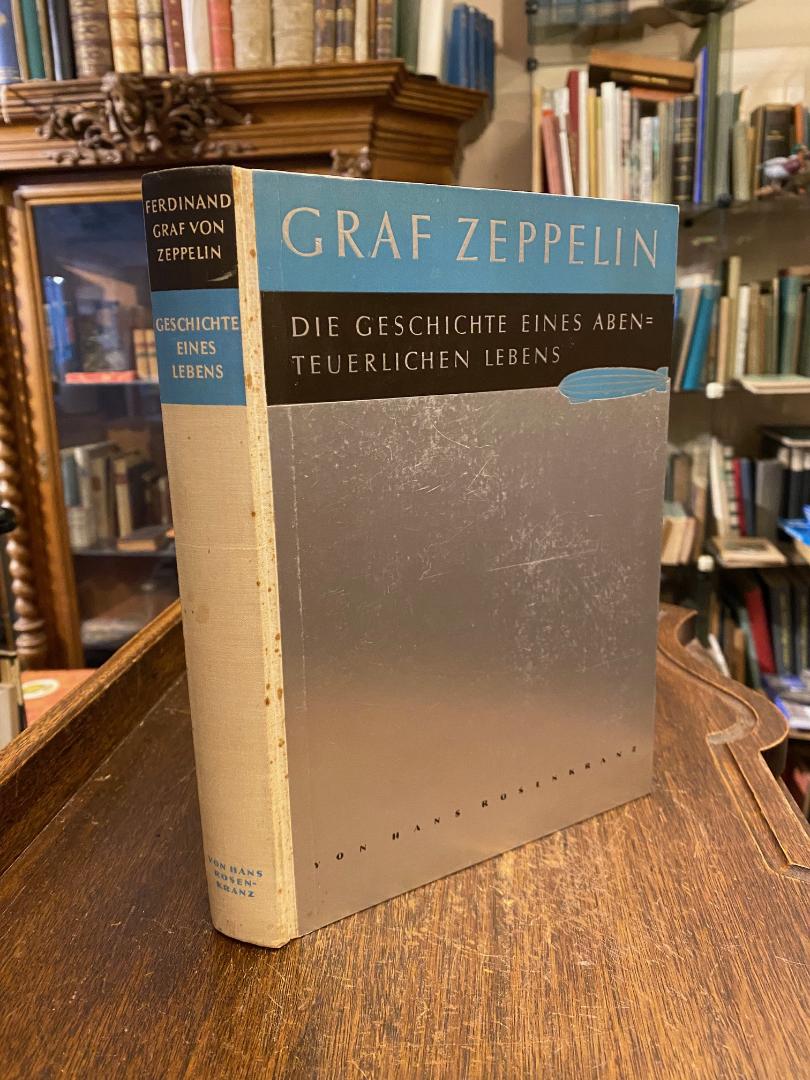 FERDINAND
GRAF VON
ZEPPELIN
GESCHICHTE
EINES
LEBENS
VON HANS
ROSEN-
KRANZ
GRAF ZEPPELIN
DIE GESCHICHTE EINES ABEN=
TEUERLICHEN LEBENS
VON HANS ROSENKRANZ